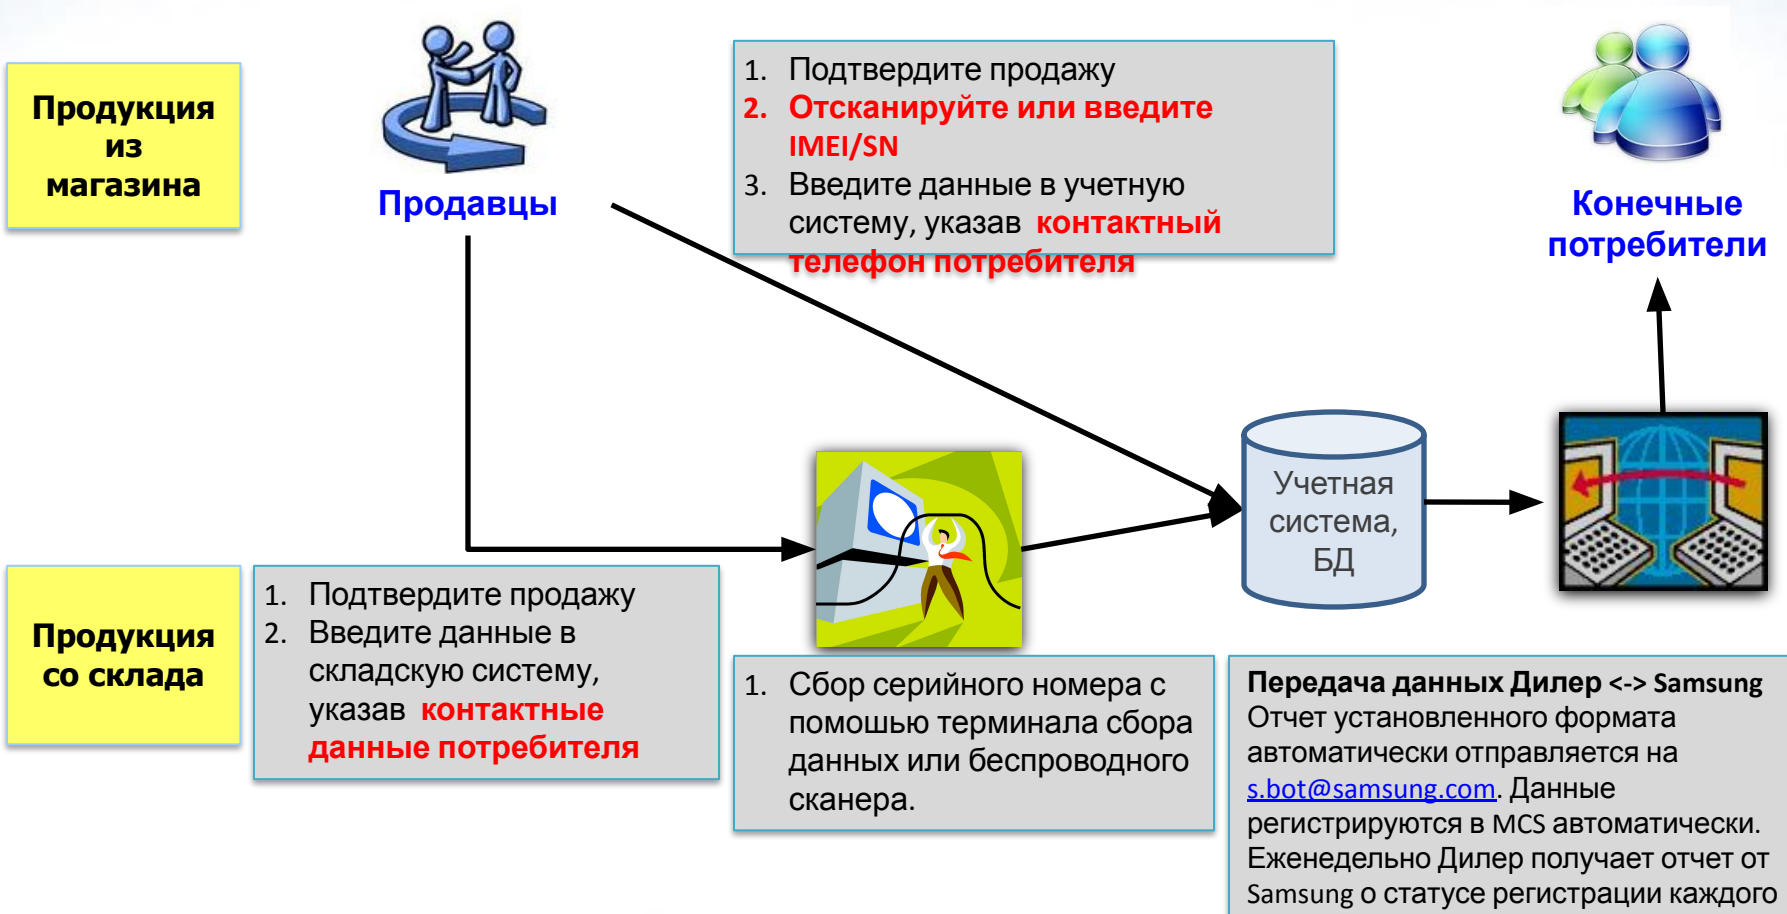 Продукция
из
магазина
Продавцы
1. Подтвердите продажу
2. Отсканируйте или введите
IMEI/SN
3. Введите данные в учетную
систему, указав контактный
телефон потребителя
Конечные
потребители
Учетная
система,
БД
Продукция
со склада
1. Подтвердите продажу
2. Введите данные в
складскую систему,
указав контактные
данные потребителя
1. Сбор серийного номера с
помошью терминала сбора
данных или беспроводного
сканера.
Передача данных Дилер <-> Samsung
Отчет установленного формата
автоматически отправляется на
s.bot@samsung.com. Данные
регистрируются в MCS автоматически.
Еженедельно Дилер получает отчет от
Samsung о статусе регистрации каждого